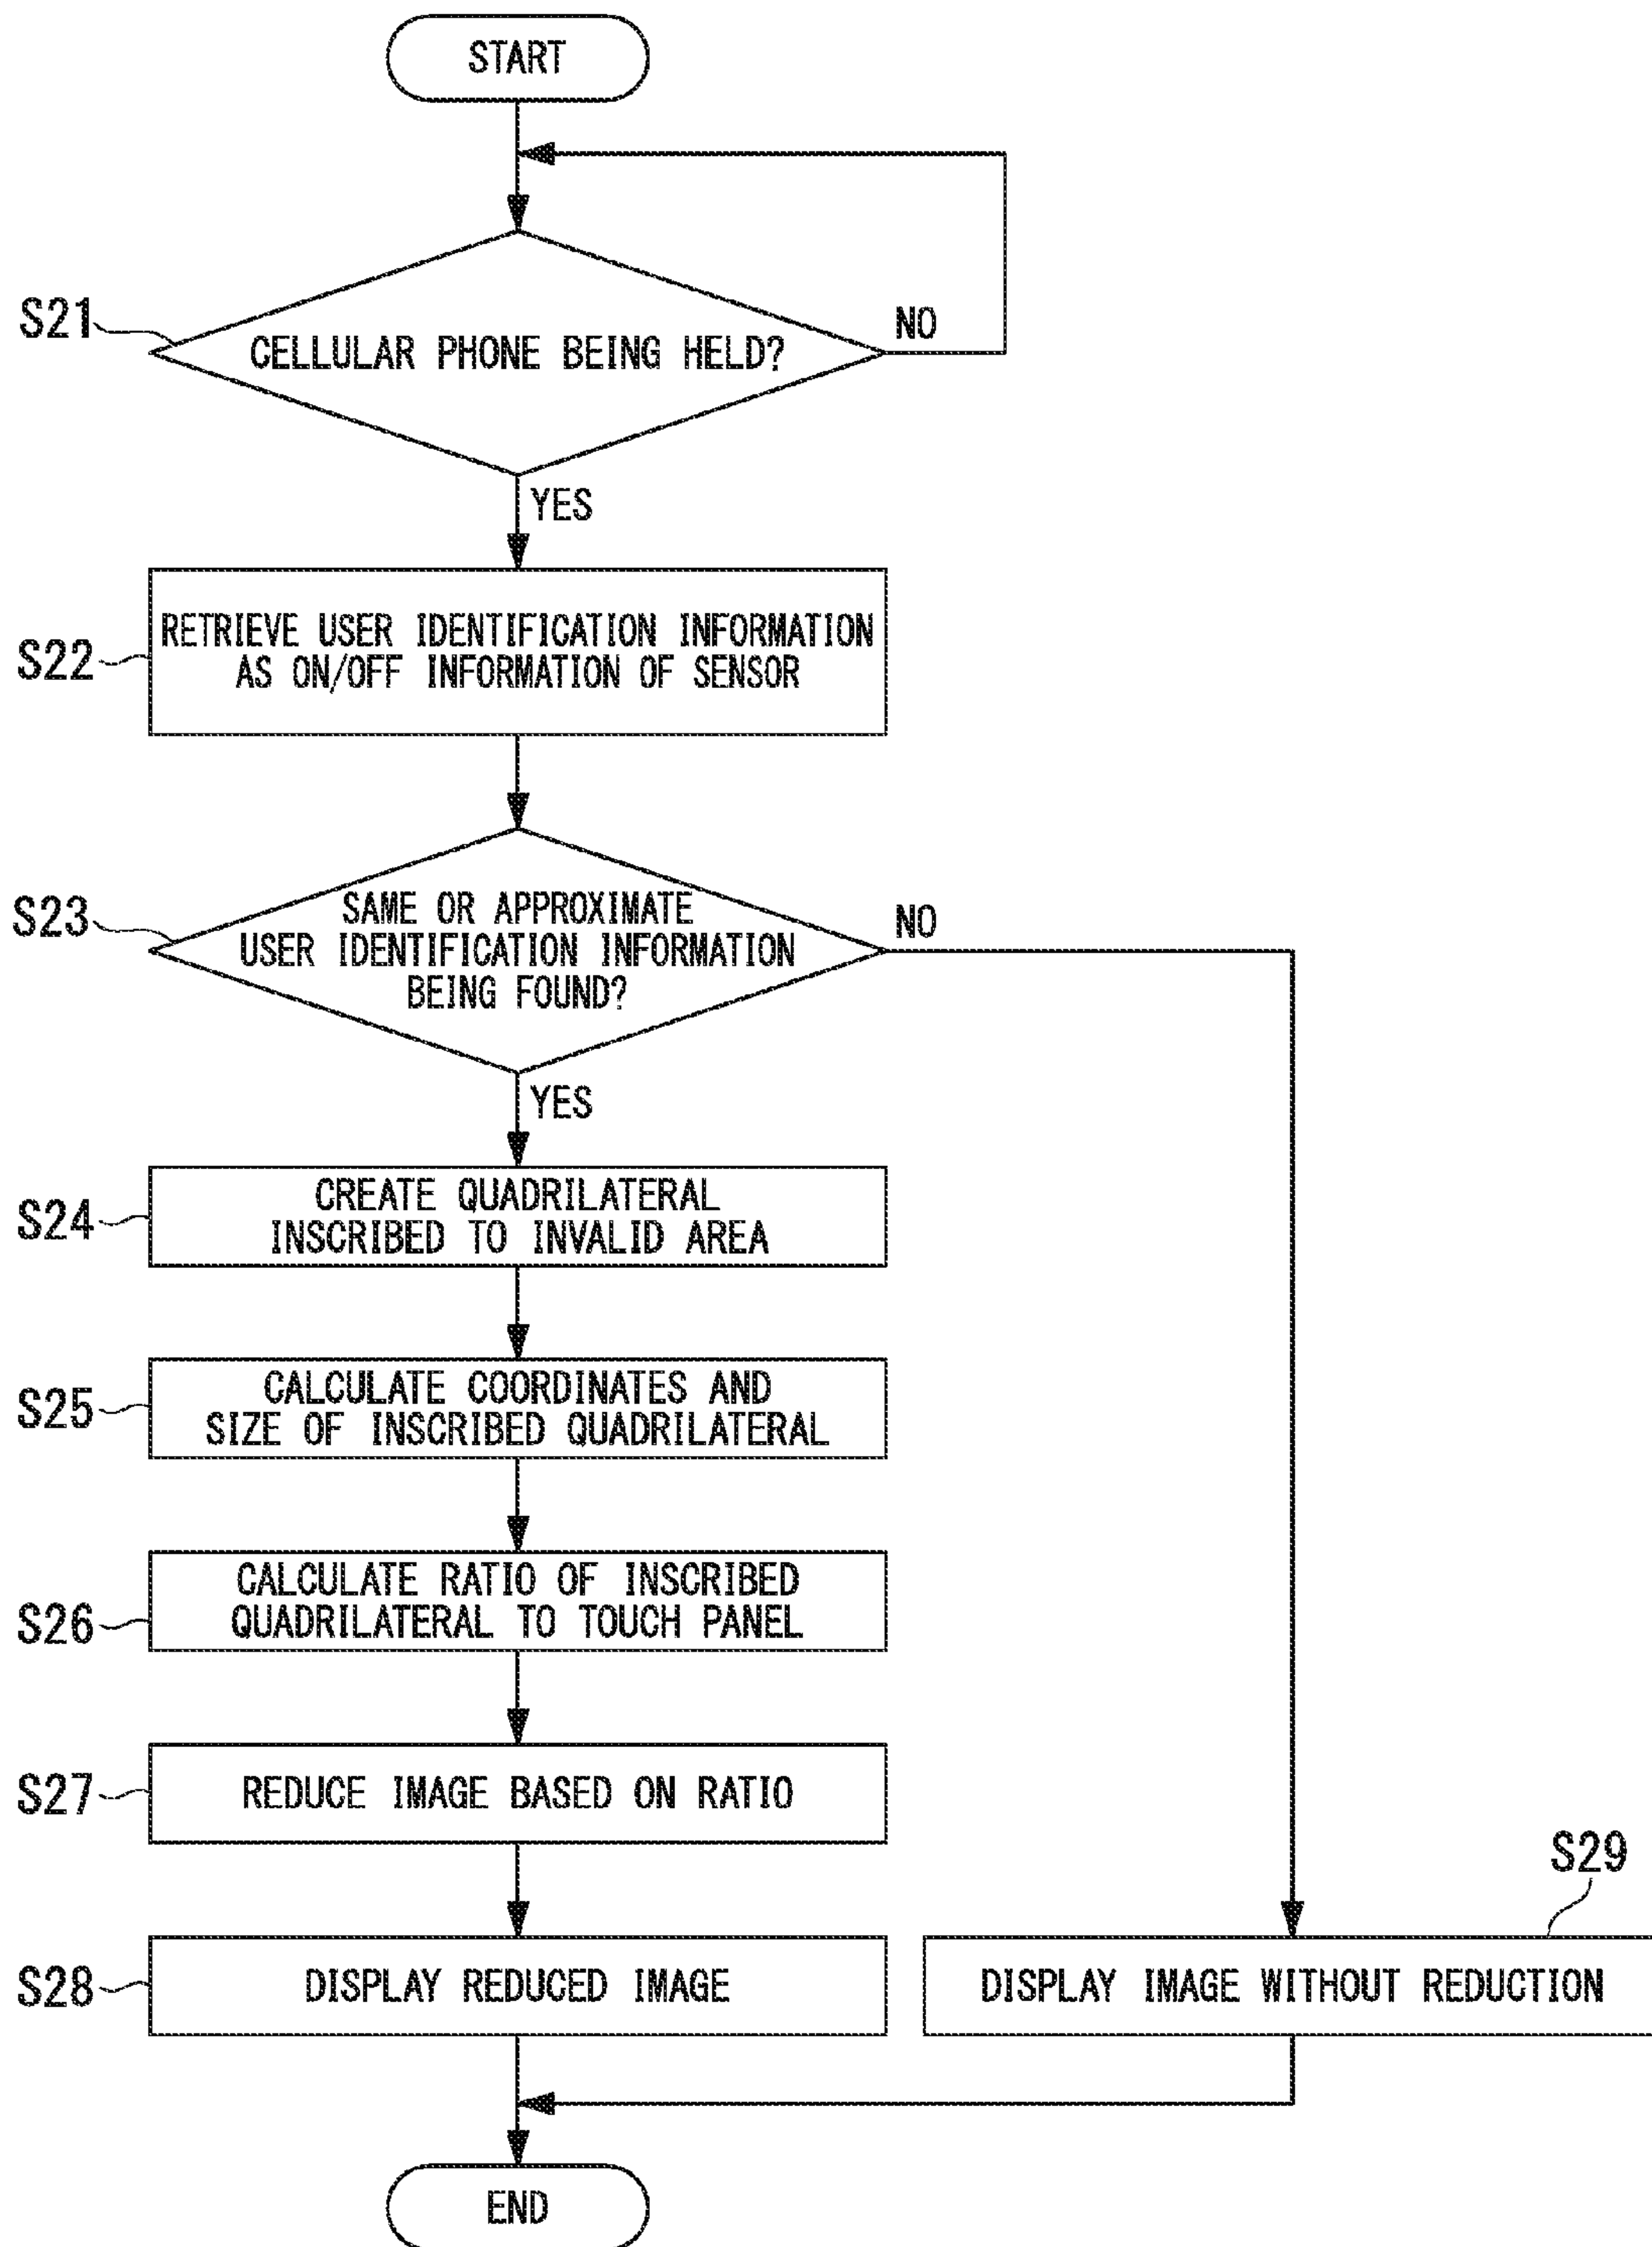 START
S21
CELLULAR PHONE BEING HELD?
NO
YES
S22
RETRIEVE USER IDENTIFICATION INFORMATION
AS ON/OFF INFORMATION OF SENSOR
S23
SAME OR APPROXIMATE
USER IDENTIFICATION INFORMATION
BEING FOUND?
NO
YES
S24
CREATE QUADRILATERAL
INSCRIBED TO INVALID AREA
S25
CALCULATE COORDINATES AND
SIZE OF INSCRIBED QUADRILATERAL
S26
CALCULATE RATIO OF INSCRIBED
QUADRILATERAL TO TOUCH PANEL
S27
REDUCE IMAGE BASED ON RATIO
S28
DISPLAY REDUCED IMAGE
S29
DISPLAY IMAGE WITHOUT REDUCTION
END